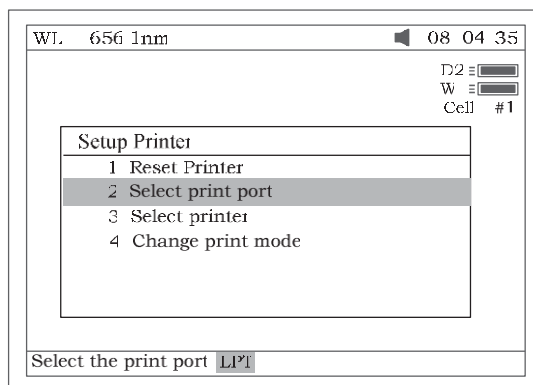 WL 656.1nm 08 04 35
D2
W
Cell #1
Setup Printer
1 Reset Printer
2 Select print port
3 Select printer
4 Change print mode
Select the print port LPT